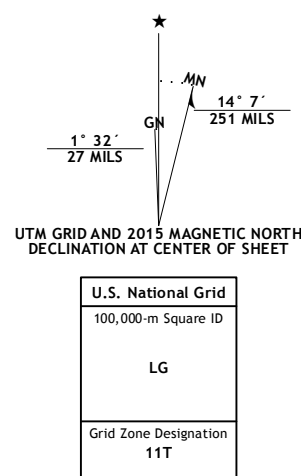 MN
GN
14° 7´
251 MILS
1° 32´
27 MILS
UTM GRID AND 2015 MAGNETIC NORTH
DECLINATION AT CENTER OF SHEET
U.S. National Grid
100,000-m Square ID
LG
Grid Zone Designation
11T